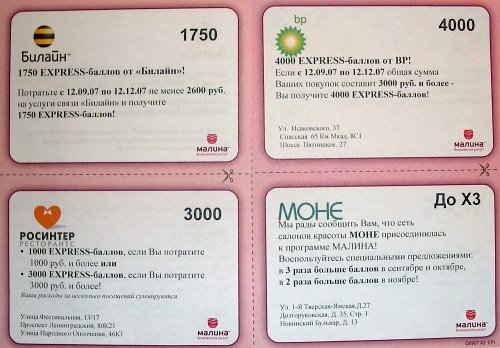 Билайн™
1750
1750 EXPRESS-баллов от «Билайн»!
Потратьте с 12.09.07 по 12.12.07 не менее 2600 руб.
на услуги связи «Билайн» и получите
1750 EXPRESS-баллов!
МАЛИНА
bp
4000
4000 EXPRESS-баллов от BP!
Если с 12.09.07 по 12.12.07 общая сумма
Ваших покупок составит 3000 руб. и более -
Вы получите 4000 EXPRESS-баллов!
Ул. Исаковского, 37
Спасская 65 Км Мкад, 8С1
Шоссе Пятницкое, 27
МАЛИНА
РОСИНТЕР
РЕСТОРАНТС
3000
• 1000 EXPRESS-баллов, если Вы потратите
1000 руб. и более или
• 3000 EXPRESS-баллов, если Вы потратите
3000 руб. и более!
Ваши расходы за несколько посещений суммируются.
Улица Фестивальная, 13/17
Проспект Ленинградский, 80К21
Улица Народного Ополчения, 46К1
МАЛИНА
МОНЕ
До Х3
Мы рады сообщить Вам, что сеть
салонов красоты МОНЕ присоединилась
к программе МАЛИНА!
Воспользуйтесь специальными предложениями:
в 3 раза больше баллов в сентябре и октябре,
в 2 раза больше баллов в ноябре!
Ул. 1-Я Тверская-Ямская,Д.27
Долгоруковская, Д. 35, Стр. 1
Новинский Бульвар, Д. 13
МАЛИНА